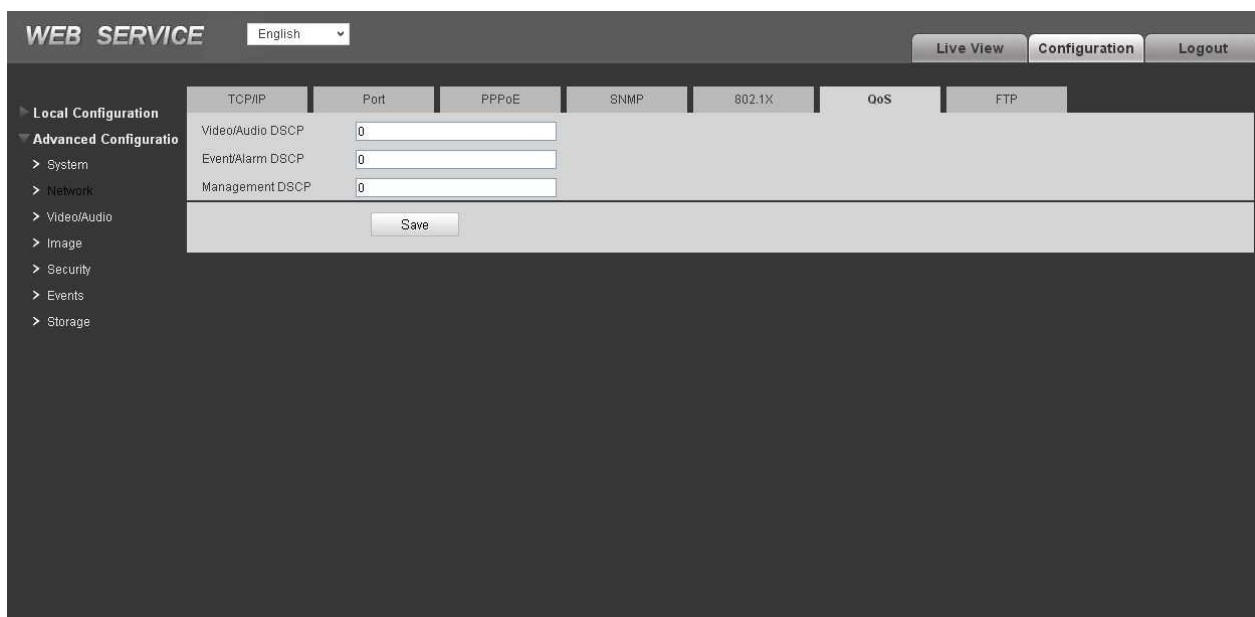 WEB SERVICE
English
Live View
Configuration
Logout
Local Configuration
Advanced Configuratio
> System
> Network
> Video/Audio
> Image
> Security
> Events
> Storage
TCP/IP
Port
PPPoE
SNMP
802.1X
QoS
FTP
Video/Audio DSCP 0
Event/Alarm DSCP 0
Management DSCP 0
Save